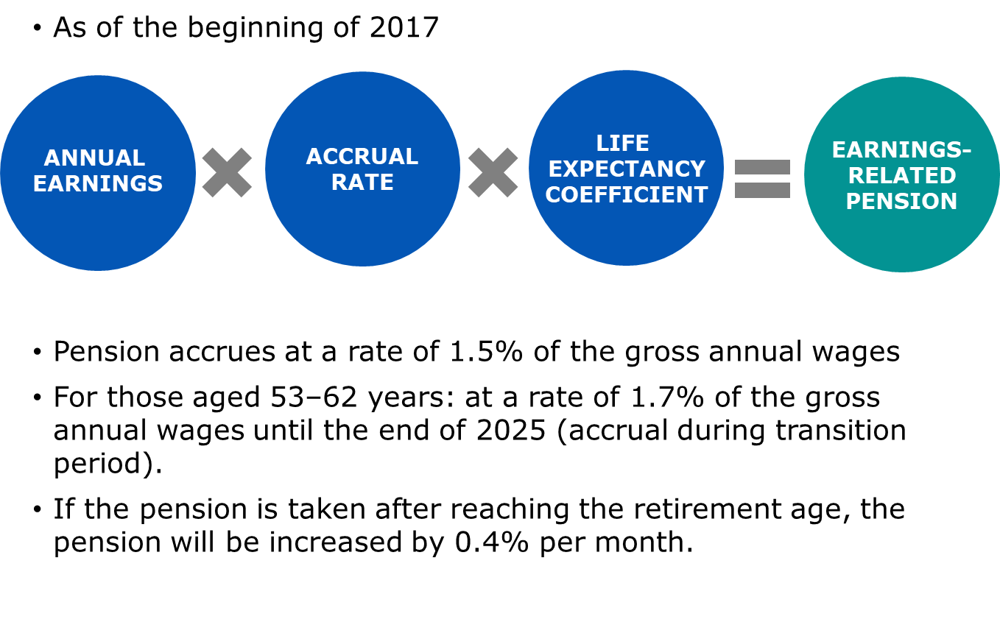 • As of the beginning of 2017
ANNUAL
EARNINGS
ACCRUAL
RATE
LIFE
EXPECTANCY
COEFFICIENT
EARNINGS-
RELATED
PENSION
• Pension accrues at a rate of 1.5% of the gross annual wages
• For those aged 53–62 years: at a rate of 1.7% of the gross
annual wages until the end of 2025 (accrual during transition
period).
• If the pension is taken after reaching the retirement age, the
pension will be increased by 0.4% per month.